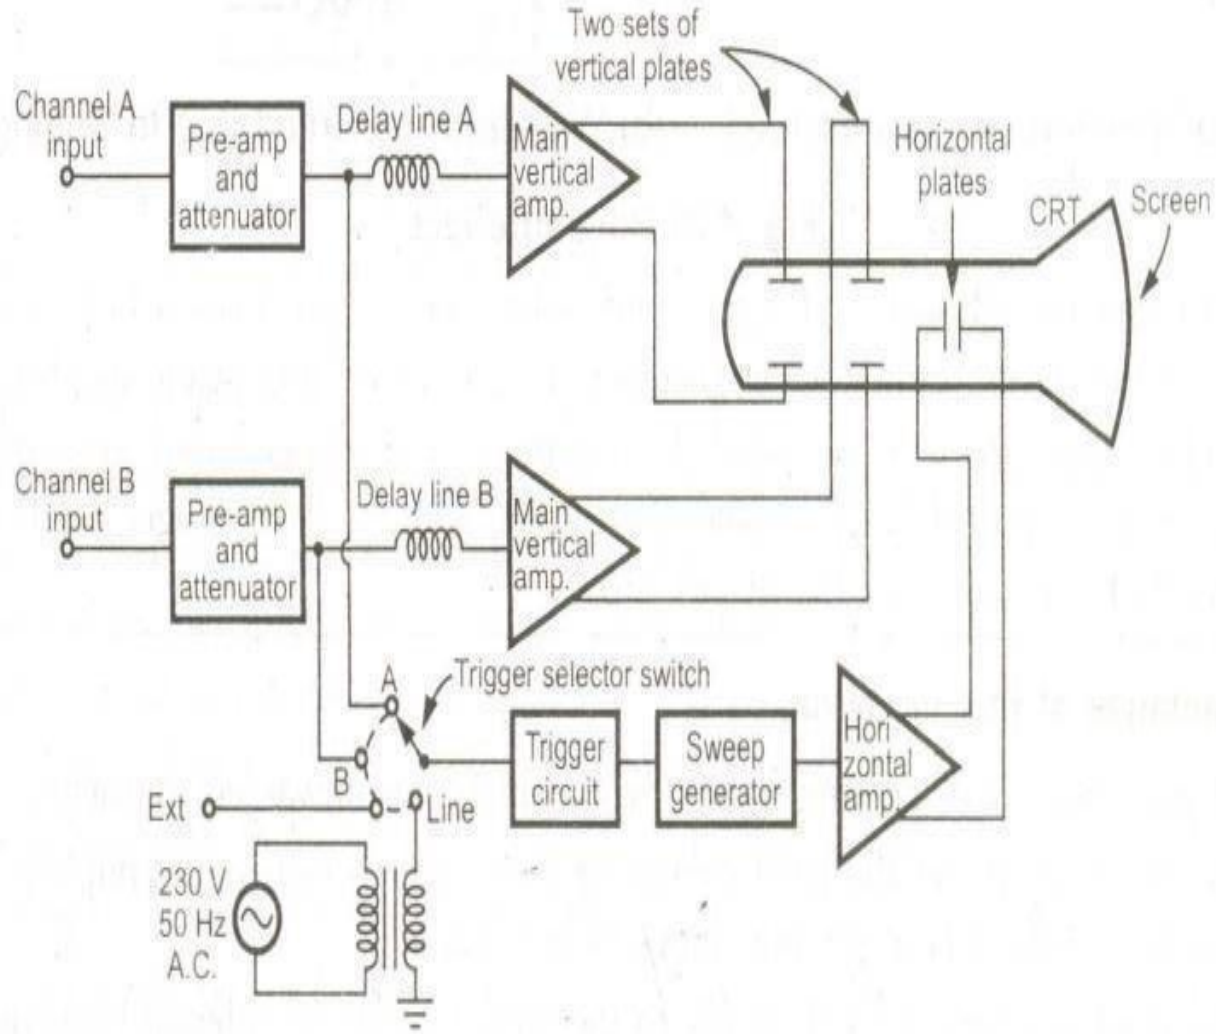 Two sets of
vertical plates
Channel A
input
Pre-amp
and
attenuator
Delay line A
Main
vertical
amp.
Horizontal
plates
CRT
Screen
Channel B
input
Pre-amp
and
attenuator
Delay line B
Main
vertical
amp.
A
Trigger selector switch
B
Ext
Line
Trigger
circuit
Sweep
generator
Hori
zontal
amp.
230 V
50 Hz
A.C.